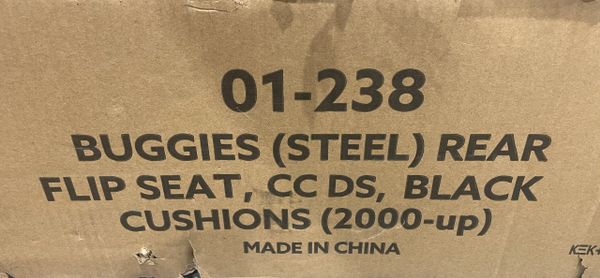 01-238
BUGGIES (STEEL) REAR
FLIP SEAT, CC DS, BLACK
CUSHIONS (2000-up)
MADE IN CHINA